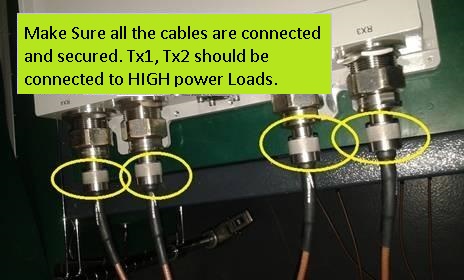 Make Sure all the cables are connected
and secured. Tx1, Tx2 should be
connected to HIGH power Loads.
RX3